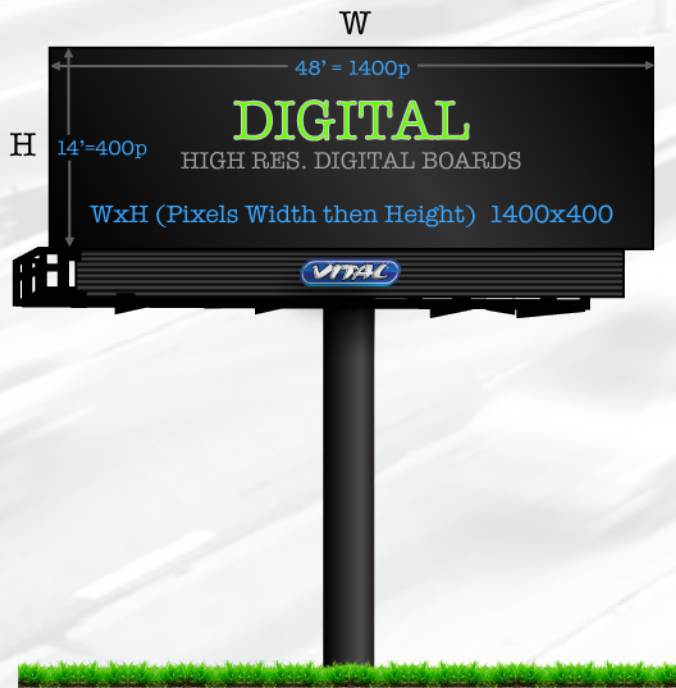 W
48' = 1400p
H
14'=400p
DIGITAL
HIGH RES. DIGITAL BOARDS
WxH (Pixels Width then Height) 1400x400
VITAL